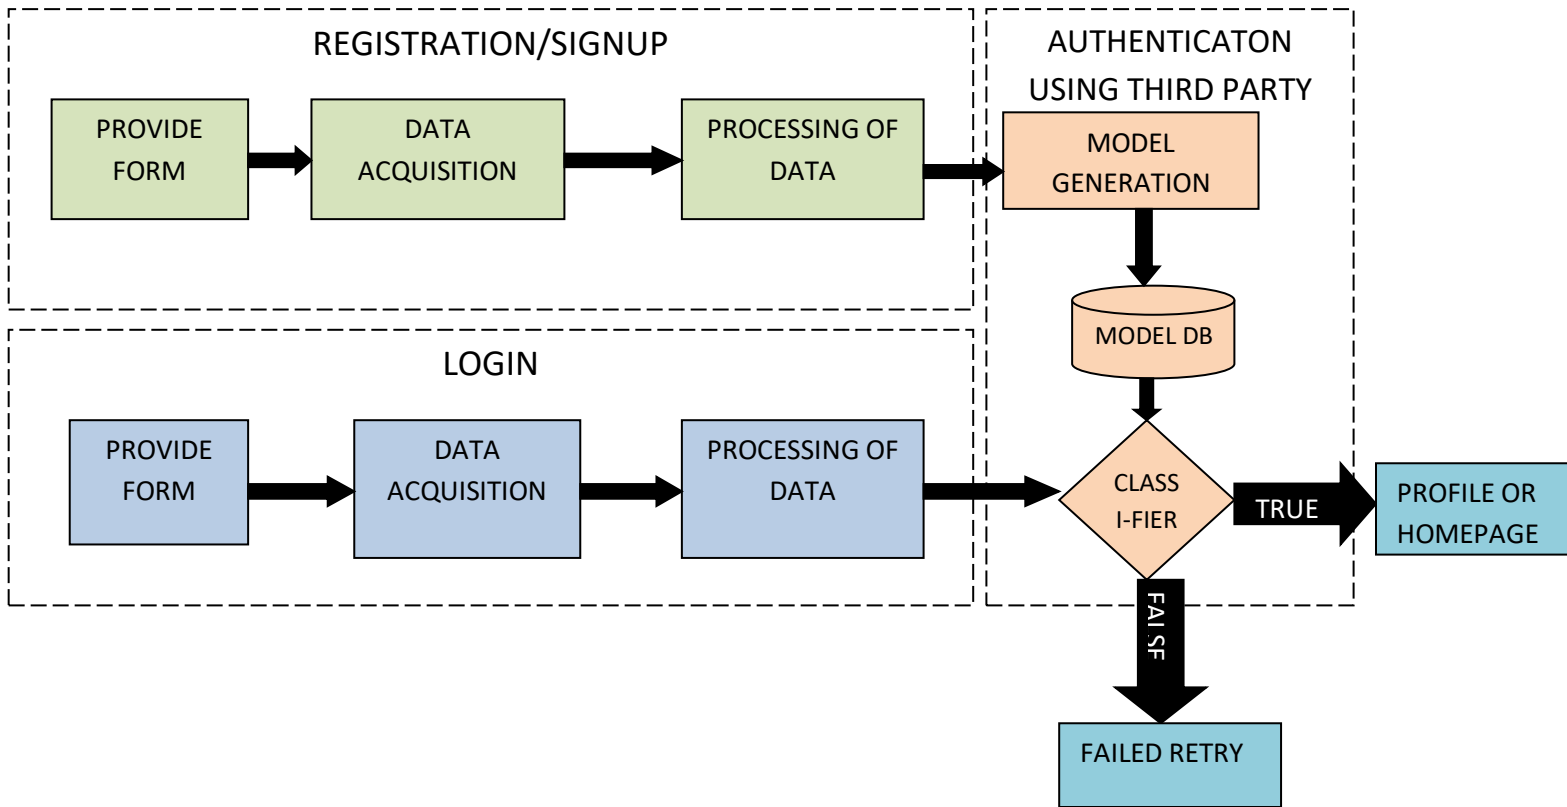 REGISTRATION/SIGNUP
PROVIDE
FORM
DATA
ACQUISITION
PROCESSING OF
DATA
AUTHENTICATON
USING THIRD PARTY
MODEL
GENERATION
MODEL DB
LOGIN
PROVIDE
FORM
DATA
ACQUISITION
PROCESSING OF
DATA
CLASS
I-FIER
TRUE
PROFILE OR
HOMEPAGE
FALSE
FAILED RETRY